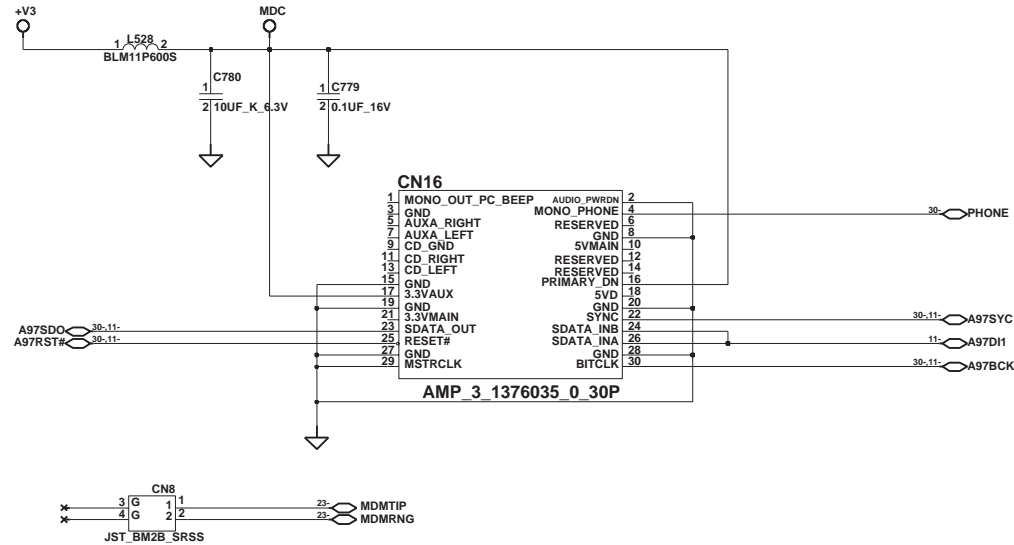 +V3
MDC
L528
1 2
BLM11P600S
C780
1
2 10UF_K_6.3V
C779
1
2 0.1UF_16V
CN16
1 MONO_OUT_PC_BEEP AUDIO_PWRDN 2
3 GND MONO_PHONE 4 30- PHONE
5 AUXA_RIGHT RESERVED 6
7 AUXA_LEFT GND 8
9 CD_GND 5VMAIN 10
11 CD_RIGHT RESERVED 12
13 CD_LEFT RESERVED 14
15 GND PRIMARY_DN 16
17 3.3VAUX 5VD 18
19 GND GND 20
21 3.3VMAIN SYNC 22 30-,11- A97SYC
A97SDO 30-,11- 23 SDATA_OUT SDATA_INB 24
A97RST# 30-,11- 25 RESET# SDATA_INA 26 11- A97DI1
27 GND GND 28
29 MSTRCLK BITCLK 30 30-,11- A97BCK
AMP_3_1376035_0_30P
CN8
3 G 1 1 23- MDMTIP
4 G 2 2 23- MDMRNG
JST_BM2B_SRSS